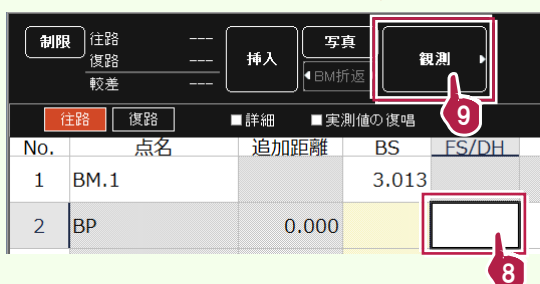 制限 往路 ---
復路 ---
較差 ---
挿入
写真
◀BM折返
観測 ▶
9
往路 復路 ■詳細 ■実測値の復唱
No. 点名 追加距離 BS FS/DH
1 BM.1 3.013
2 BP 0.000
8